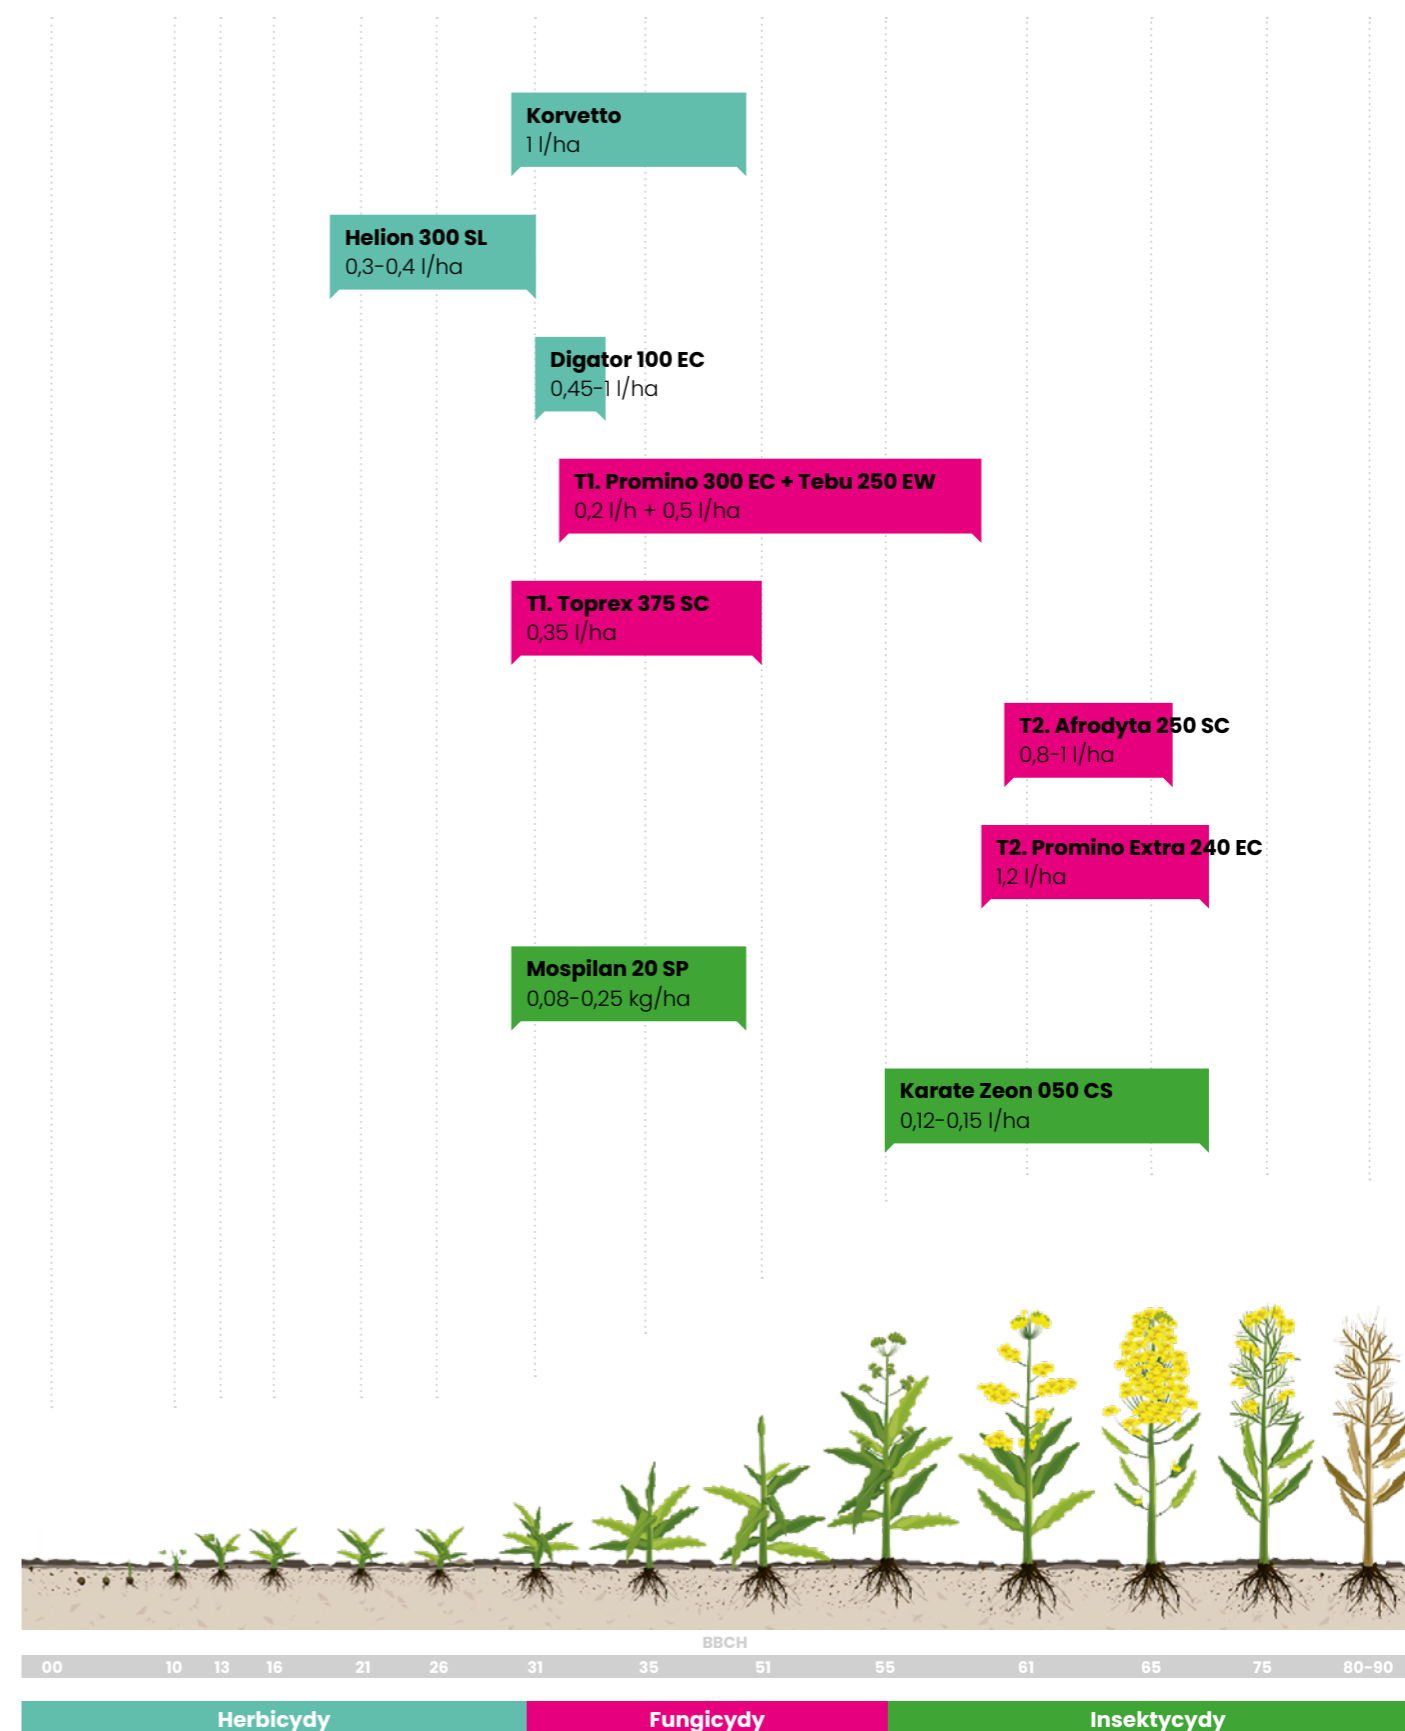 Korvetto
1 l/ha
Helion 300 SL
0,3-0,4 l/ha
Digator 100 EC
0,45-1 l/ha
T1. Promino 300 EC + Tebu 250 EW
0,2 l/h + 0,5 l/ha
T1. Toprex 375 SC
0,35 l/ha
T2. Afrodyta 250 SC
0,8-1 l/ha
T2. Promino Extra 240 EC
1,2 l/ha
Mospilan 20 SP
0,08-0,25 kg/ha
Karate Zeon 050 CS
0,12-0,15 l/ha
BBCH
00 10 13 16 21 26 31 35 51 55 61 65 75 80-90
Herbicydy Fungicydy Insektycydy